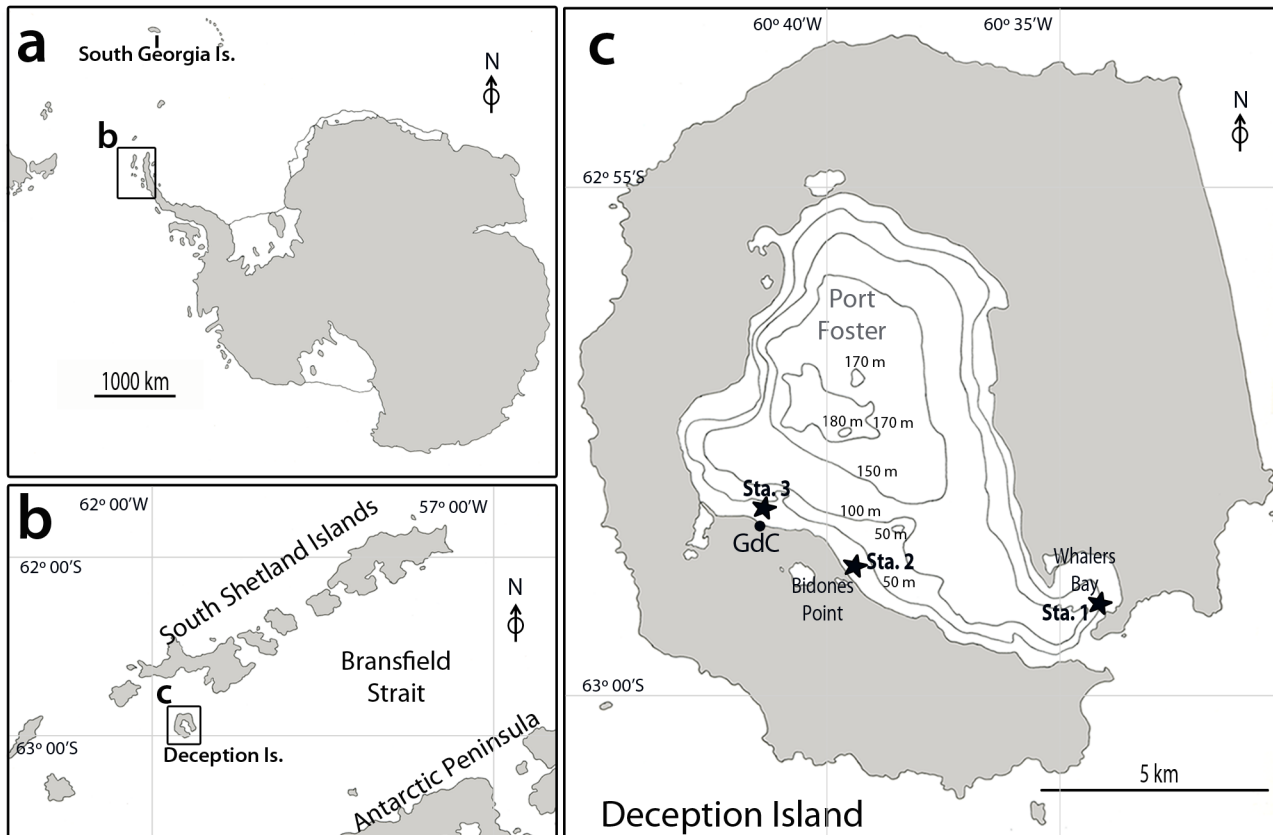 a
South Georgia Is.
N
b
1000 km
b
62º 00'W
57º 00'W
62º 00'S
South Shetland Islands
N
Bransfield
Strait
c
63º 00'S
Deception Is.
Antarctic Peninsula
c
60º 40'W
60º 35'W
N
62º 55'S
Port
Foster
170 m
180 m
170 m
150 m
Sta. 3
100 m
GdC
50 m
Sta. 2
50 m
Bidones
Point
Whalers
Bay
Sta. 1
63º 00'S
5 km
Deception Island